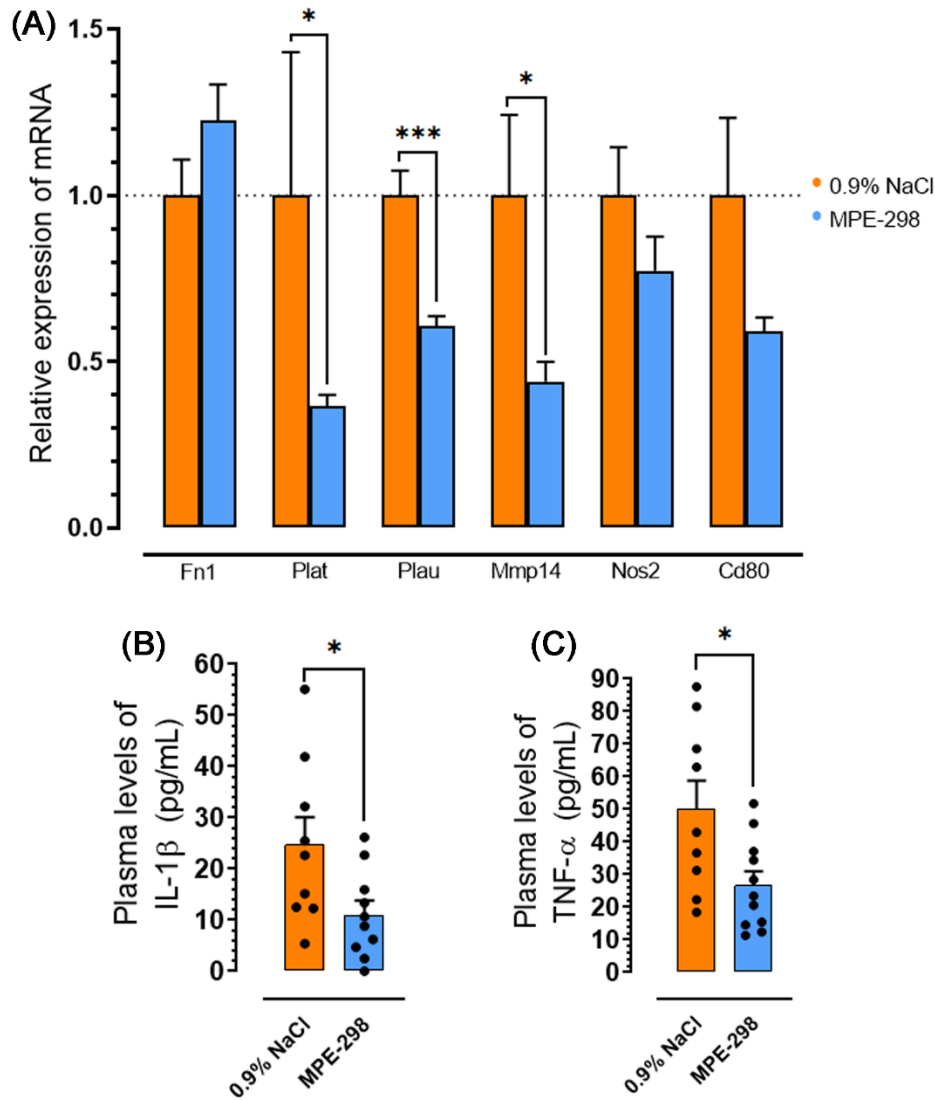 (A)
Relative expression of mRNA
1.5
1.0
0.5
0.0
*
***
*
0.9% NaCl
MPE-298
Fn1 Plat Plau Mmp14 Nos2 Cd80
(B)
Plasma levels of
IL-1β (pg/mL)
60
50
40
30
20
10
0
*
0.9% NaCl
MPE-298
(C)
Plasma levels of
TNF-α (pg/mL)
90
80
70
60
50
40
30
20
10
0
*
0.9% NaCl
MPE-298